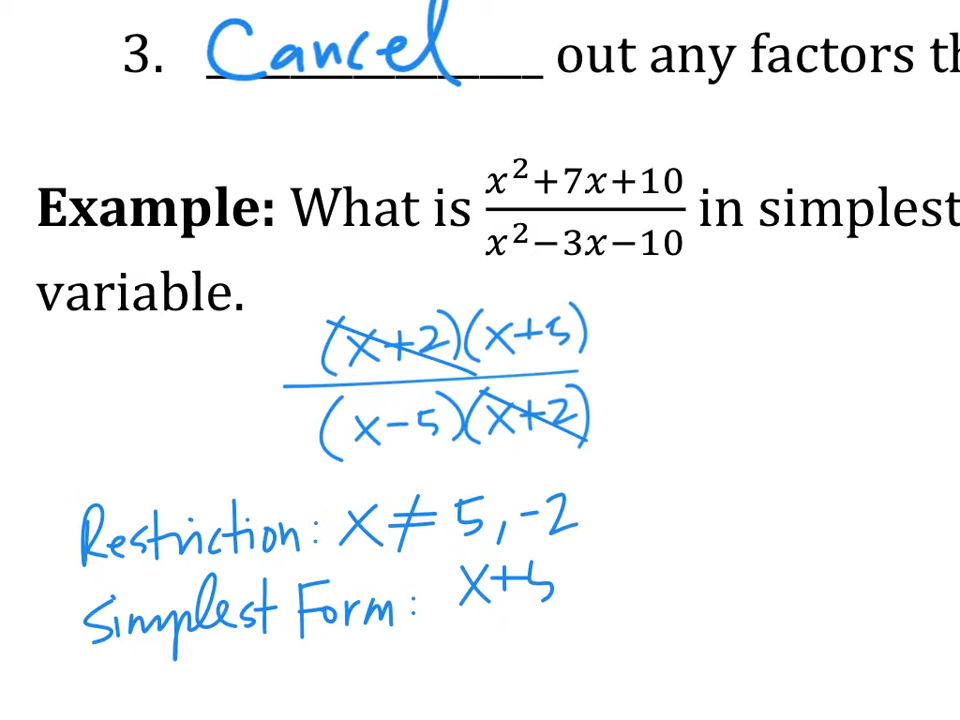 3. Cancel out any factors th
Example: What is x²+7x+10 / x²−3x−10 in simplest
variable.
(x+2)(x+5)
(x-5)(x+2)
Restriction: x ≠ 5, -2
Simplest Form: x+5